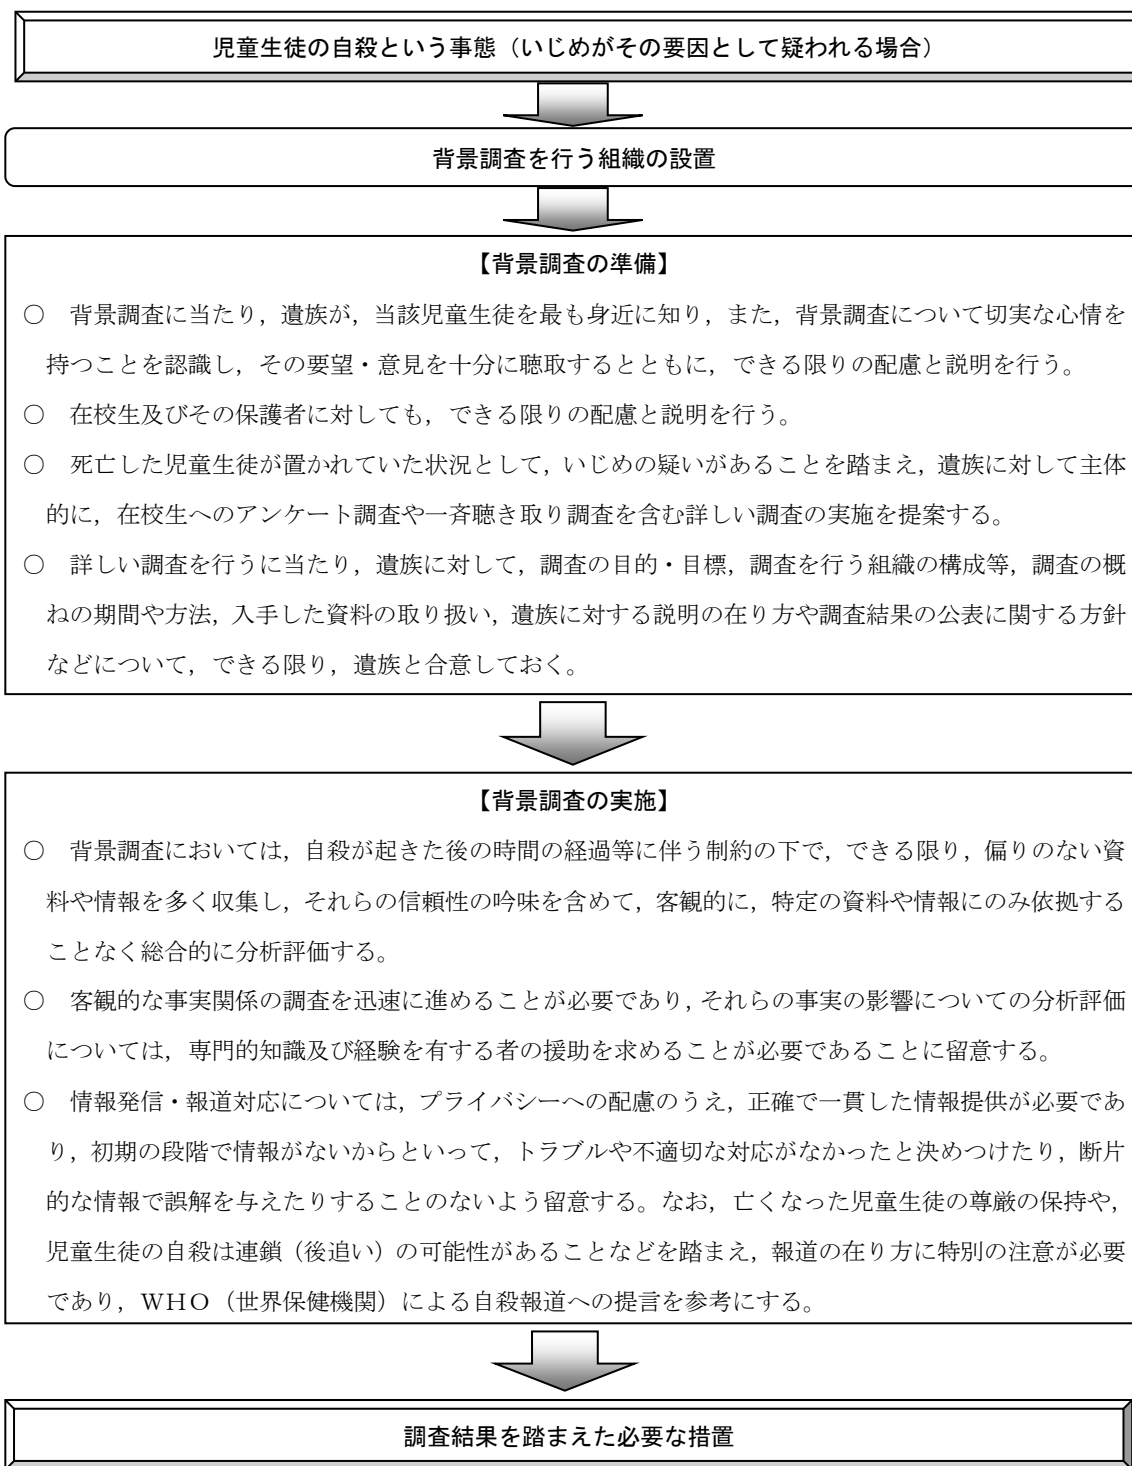 児童生徒の自殺という事態（いじめがその要因として疑われる場合）
背景調査を行う組織の設置
【背景調査の準備】
○　背景調査に当たり，遺族が，当該児童生徒を最も身近に知り，また，背景調査について切実な心情を
持つことを認識し，その要望・意見を十分に聴取するとともに，できる限りの配慮と説明を行う。
○　在校生及びその保護者に対しても，できる限りの配慮と説明を行う。
○　死亡した児童生徒が置かれていた状況として，いじめの疑いがあることを踏まえ，遺族に対して主体
的に，在校生へのアンケート調査や一斉聴き取り調査を含む詳しい調査の実施を提案する。
○　詳しい調査を行うに当たり，遺族に対して，調査の目的・目標，調査を行う組織の構成等，調査の概
ねの期間や方法，入手した資料の取り扱い，遺族に対する説明の在り方や調査結果の公表に関する方針
などについて，できる限り，遺族と合意しておく。
【背景調査の実施】
○　背景調査においては，自殺が起きた後の時間の経過等に伴う制約の下で，できる限り，偏りのない資
料や情報を多く収集し，それらの信頼性の吟味を含めて，客観的に，特定の資料や情報にのみ依拠する
ことなく総合的に分析評価する。
○　客観的な事実関係の調査を迅速に進めることが必要であり，それらの事実の影響についての分析評価
については，専門的知識及び経験を有する者の援助を求めることが必要であることに留意する。
○　情報発信・報道対応については，プライバシーへの配慮のうえ，正確で一貫した情報提供が必要であ
り，初期の段階で情報がないからといって，トラブルや不適切な対応がなかったと決めつけたり，断片
的な情報で誤解を与えたりすることのないよう留意する。なお，亡くなった児童生徒の尊厳の保持や，
児童生徒の自殺は連鎖（後追い）の可能性があることなどを踏まえ，報道の在り方に特別の注意が必要
であり，ＷＨＯ（世界保健機関）による自殺報道への提言を参考にする。
調査結果を踏まえた必要な措置